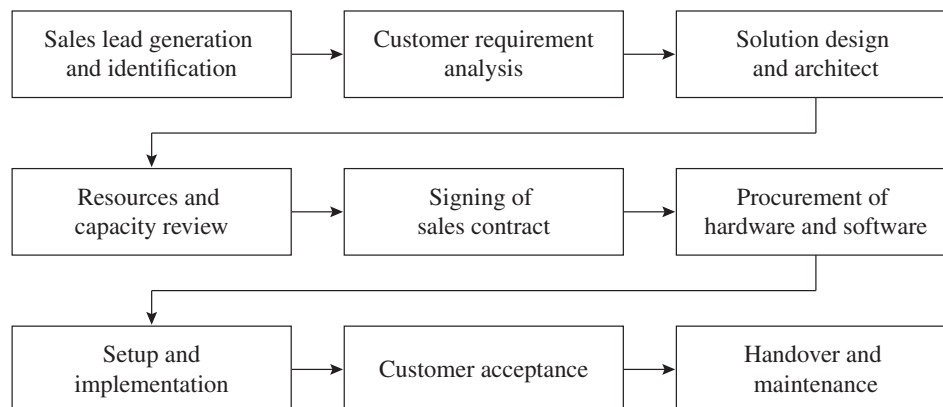 Sales lead generation
and identification
Customer requirement
analysis
Solution design
and architect
Resources and
capacity review
Signing of
sales contract
Procurement of
hardware and software
Setup and
implementation
Customer acceptance
Handover and
maintenance